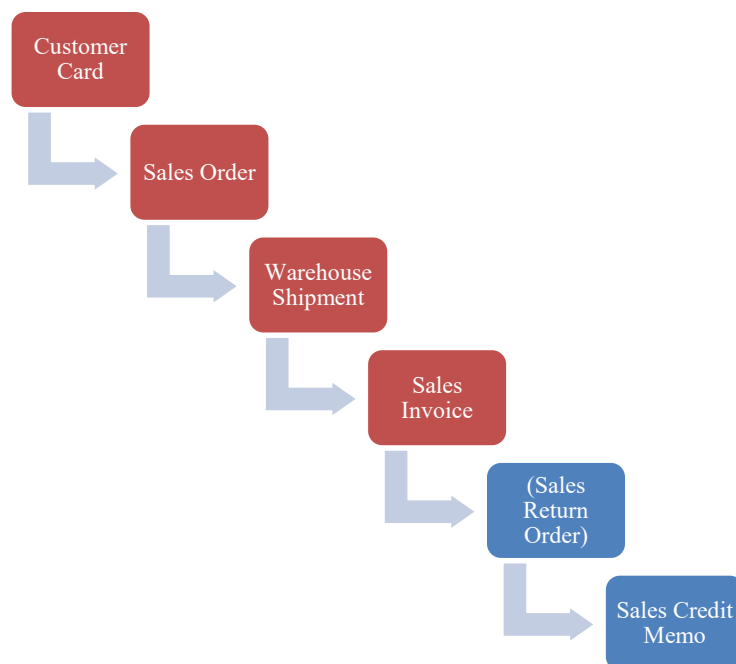 Customer
Card
Sales Order
Warehouse
Shipment
Sales
Invoice
(Sales
Return
Order)
Sales Credit
Memo